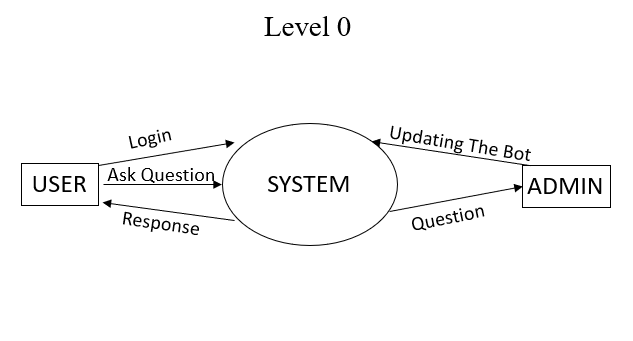 Level 0
Login
Updating The Bot
Ask Question
USER
SYSTEM
ADMIN
Response
Question